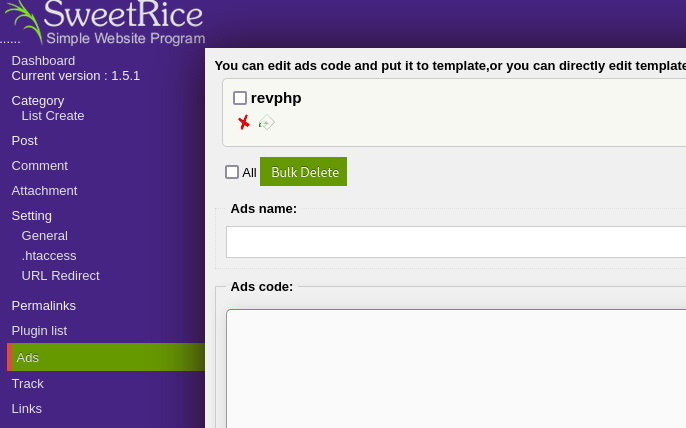 SweetRice
Simple Website Program
......
Dashboard
Current version : 1.5.1
Category
List Create
Post
Comment
Attachment
Setting
General
.htaccess
URL Redirect
Permalinks
Plugin list
Ads
Track
Links
You can edit ads code and put it to template,or you can directly edit template
revphp
All Bulk Delete
Ads name:
Ads code: